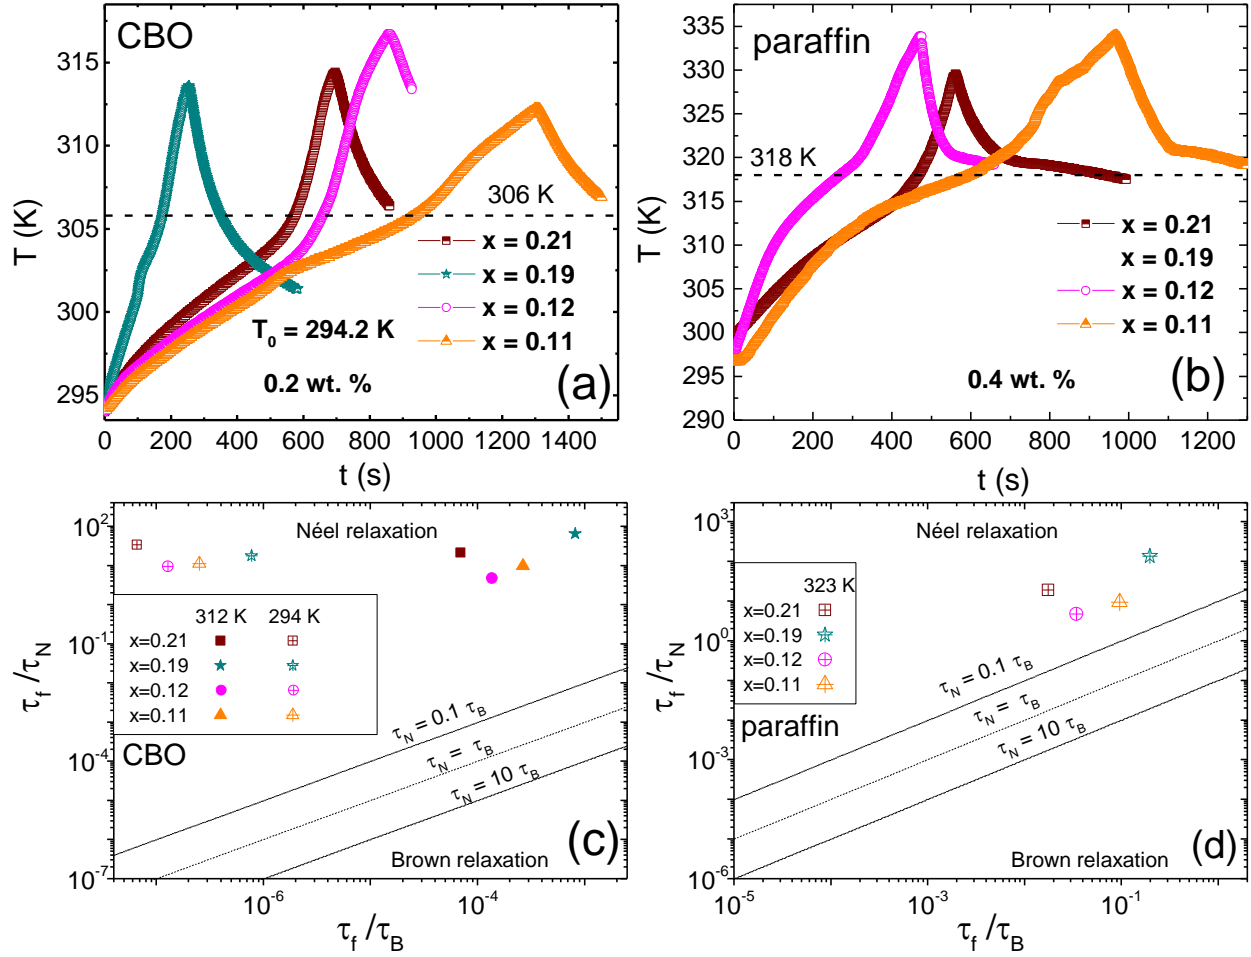 CBO
315
310
305
300
295
T (K)
306 K
x = 0.21
x = 0.19
x = 0.12
x = 0.11
T0 = 294.2 K
0.2 wt. %
(a)
0 200 400 600 800 1000 1200 1400
t (s)
paraffin
335
330
325
320
315
310
305
300
295
290
T (K)
318 K
x = 0.21
x = 0.19
x = 0.12
x = 0.11
0.4 wt. %
(b)
0 200 400 600 800 1000 1200
t (s)
Néel relaxation
10^2
10^-1
10^-4
10^-7
τf/τN
312 K 294 K
x=0.21
x=0.19
x=0.12
x=0.11
τN = 0.1 τB
τN = τB
τN = 10 τB
CBO
Brown relaxation
(c)
10^-6 10^-4
τf/τB
Néel relaxation
10^3
10^0
10^-3
10^-6
τf/τN
323 K
x=0.21
x=0.19
x=0.12
x=0.11
τN = 0.1 τB
τN = τB
τN = 10 τB
paraffin
Brown relaxation
(d)
10^-5 10^-3 10^-1
τf/τB